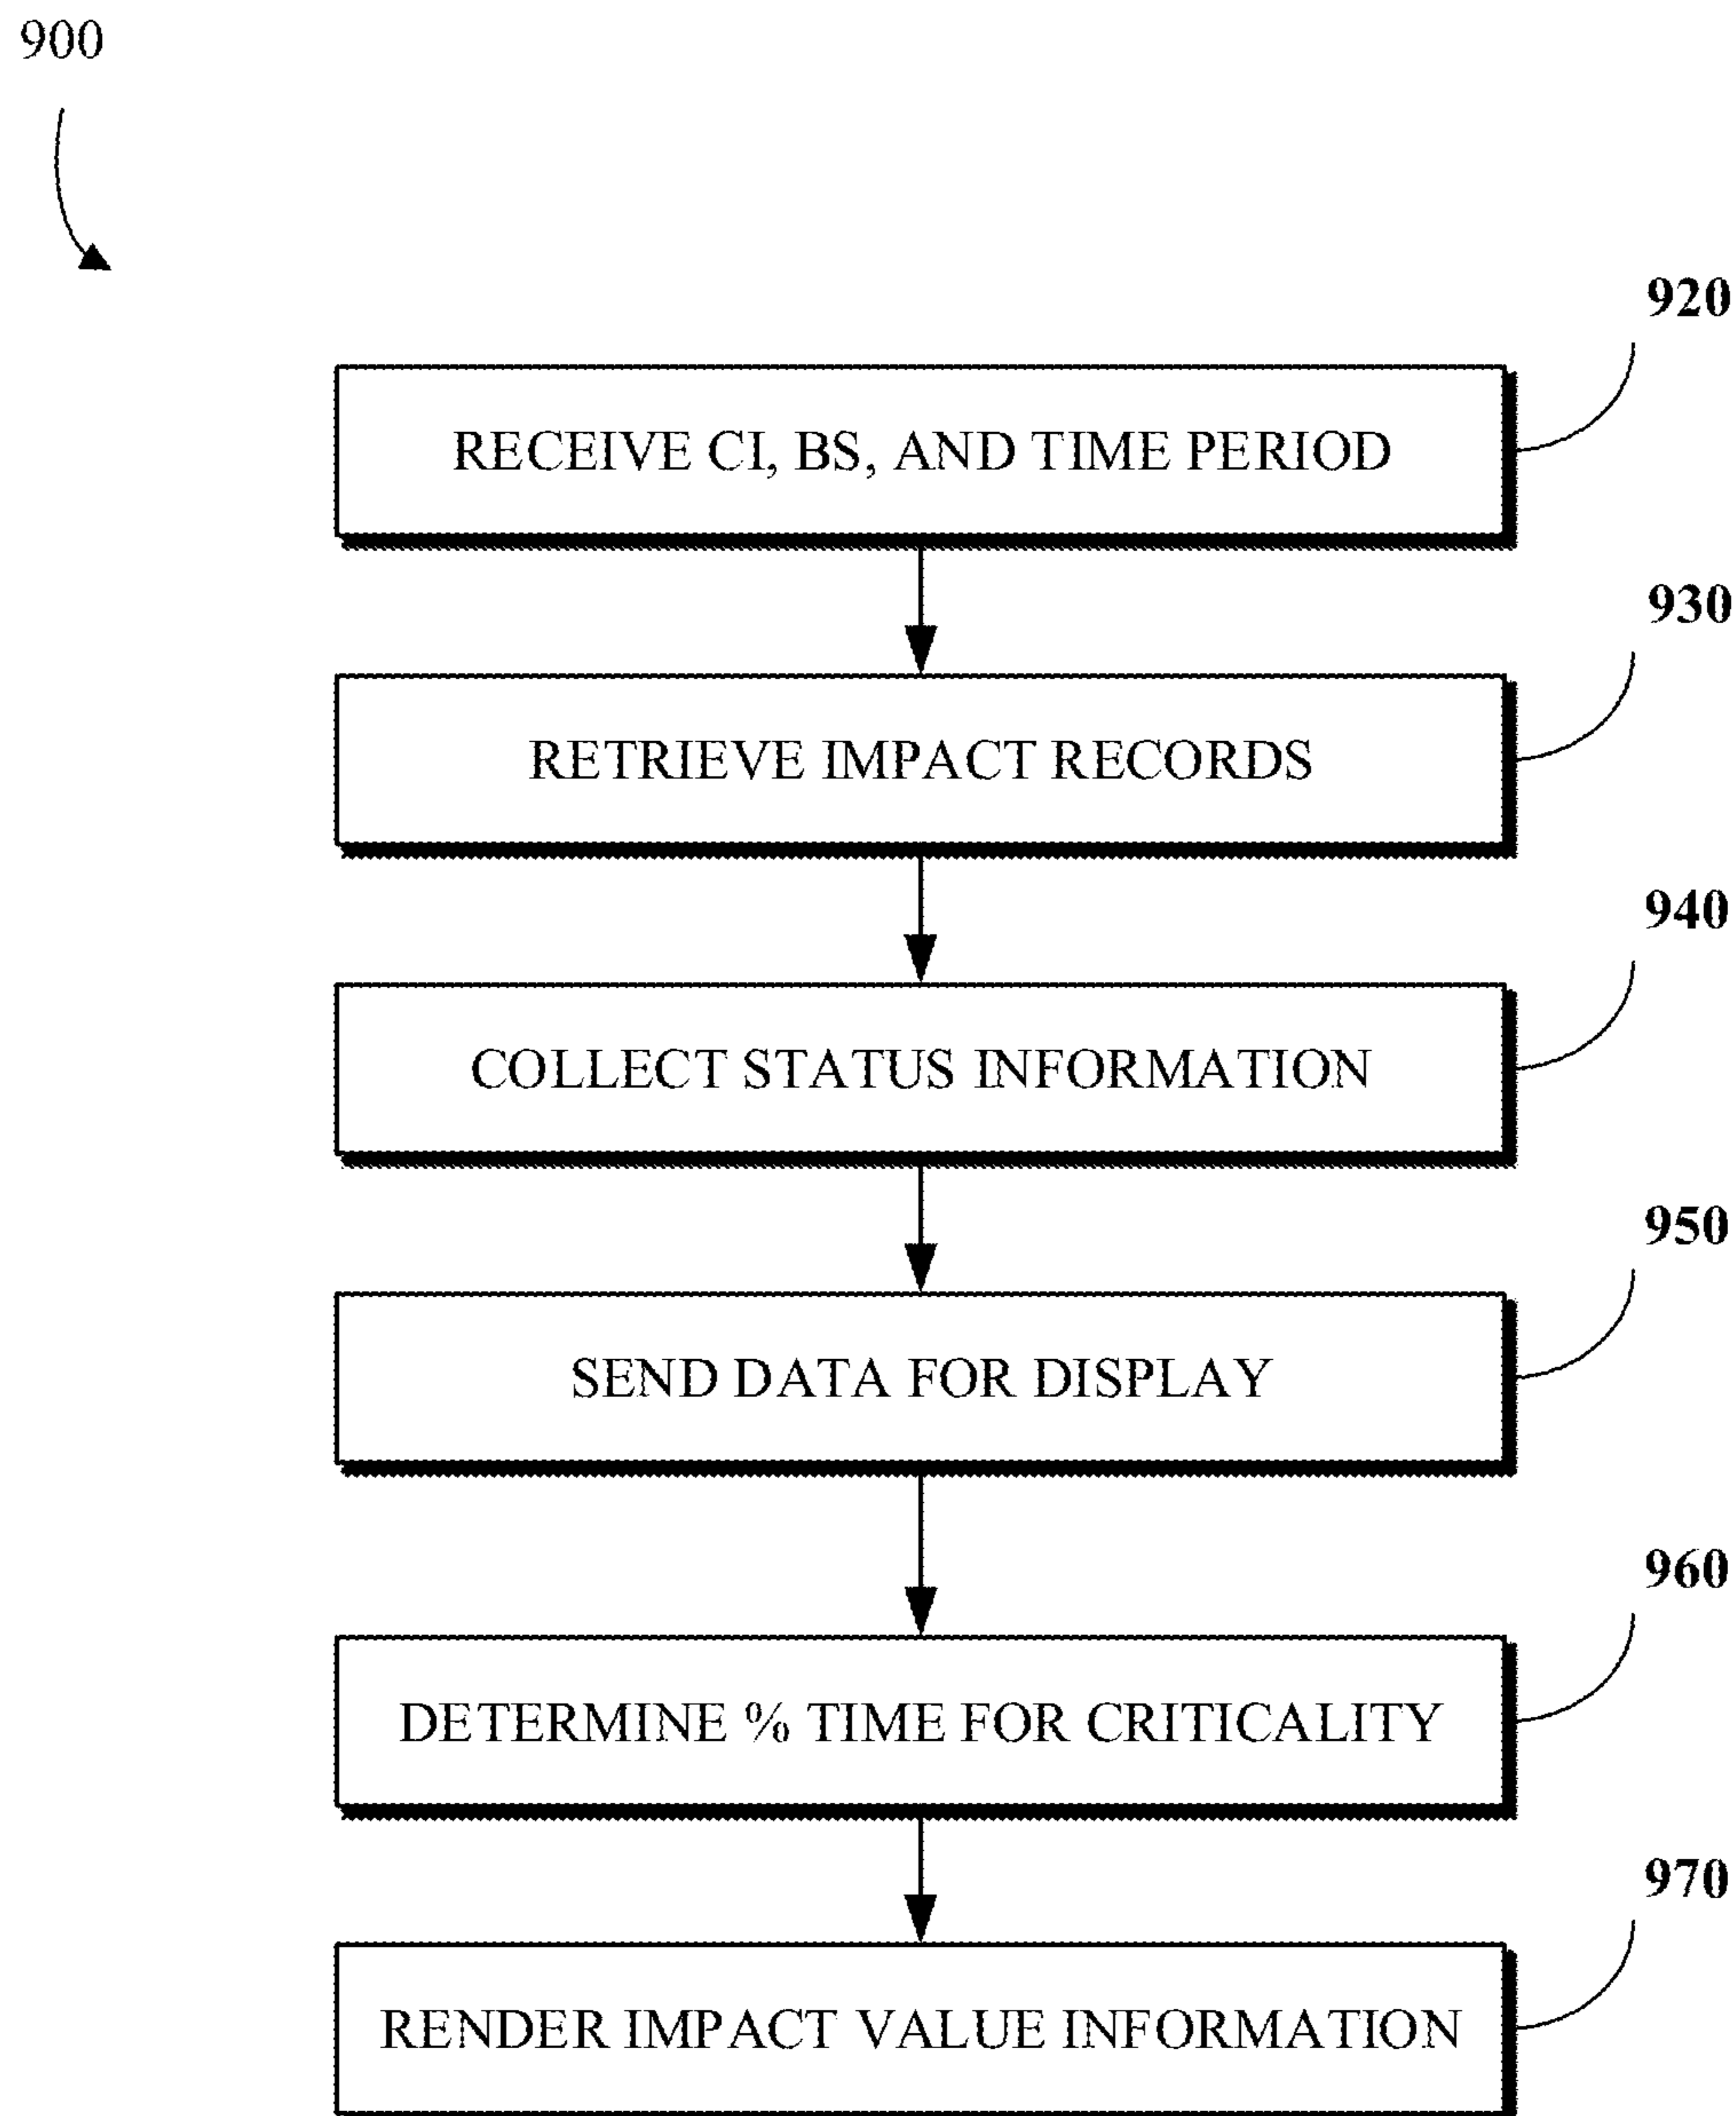 900
920
RECEIVE CI, BS, AND TIME PERIOD
930
RETRIEVE IMPACT RECORDS
940
COLLECT STATUS INFORMATION
950
SEND DATA FOR DISPLAY
960
DETERMINE % TIME FOR CRITICALITY
970
RENDER IMPACT VALUE INFORMATION